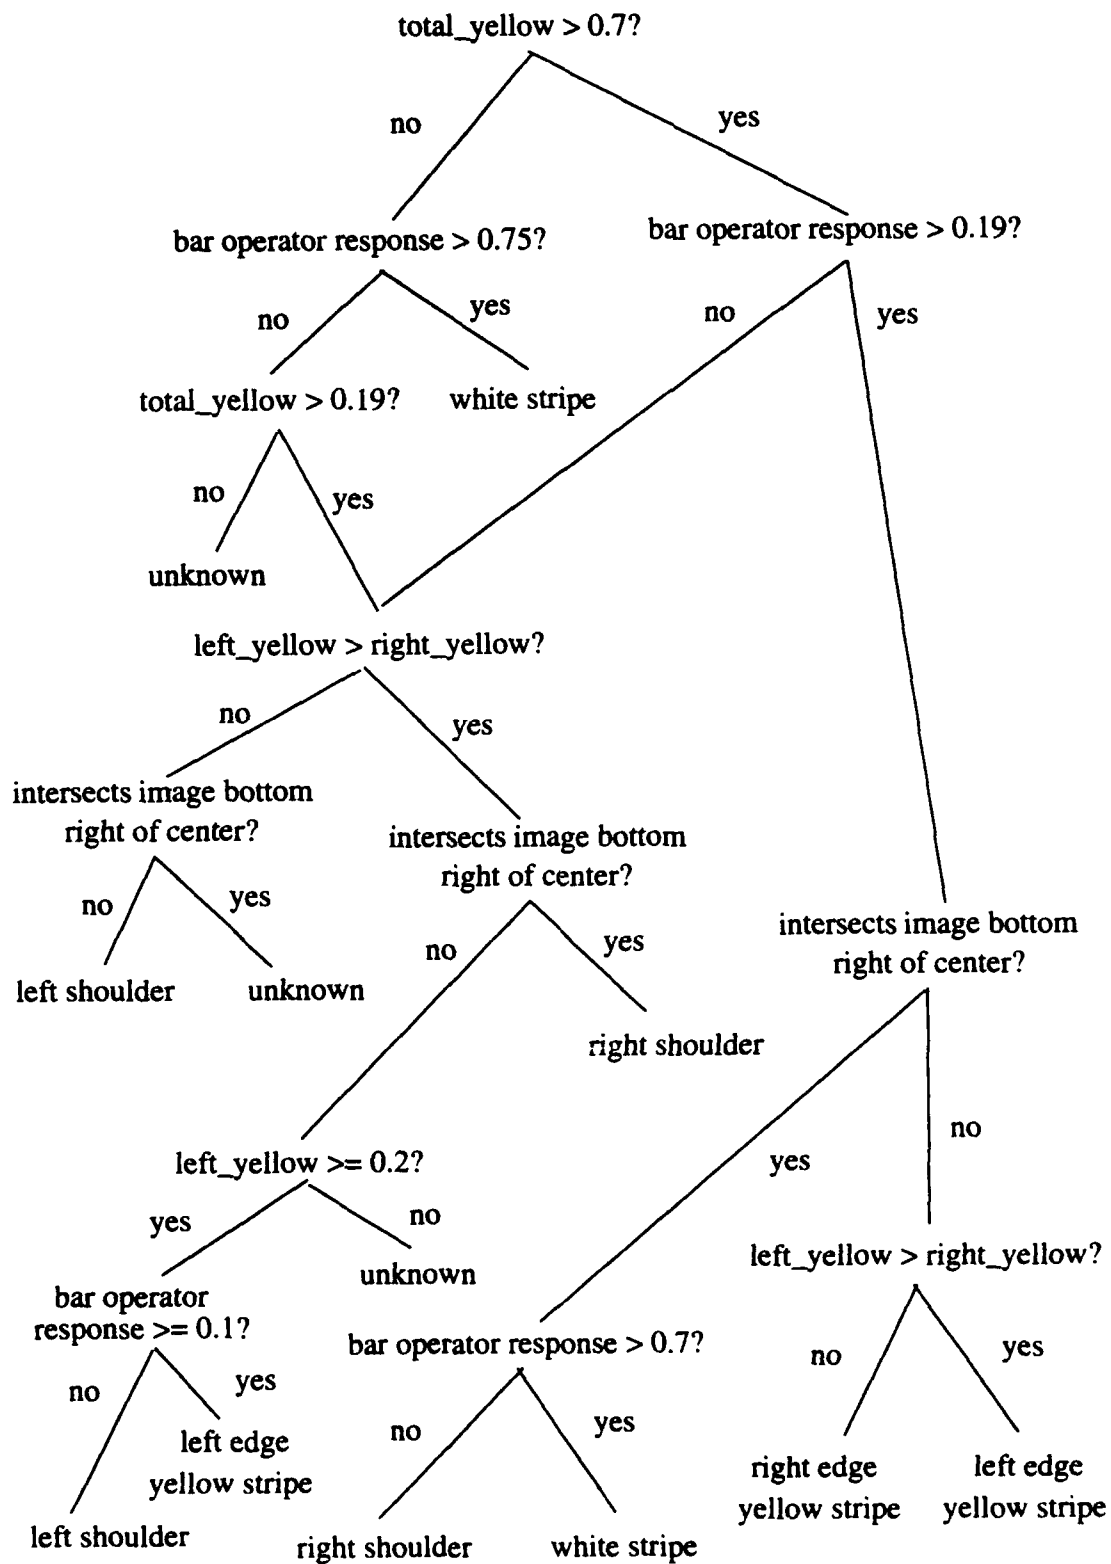 total_yellow > 0.7?
no
yes
bar operator response > 0.75?
bar operator response > 0.19?
no
yes
no
yes
total_yellow > 0.19?
white stripe
no
yes
unknown
left_yellow > right_yellow?
no
yes
intersects image bottom
right of center?
intersects image bottom
right of center?
no
yes
left shoulder
unknown
no
yes
right shoulder
intersects image bottom
right of center?
yes
no
left_yellow >= 0.2?
yes
no
unknown
bar operator
response >= 0.1?
bar operator response > 0.7?
left_yellow > right_yellow?
no
yes
left edge
yellow stripe
left shoulder
no
yes
right shoulder
white stripe
no
yes
right edge
yellow stripe
left edge
yellow stripe